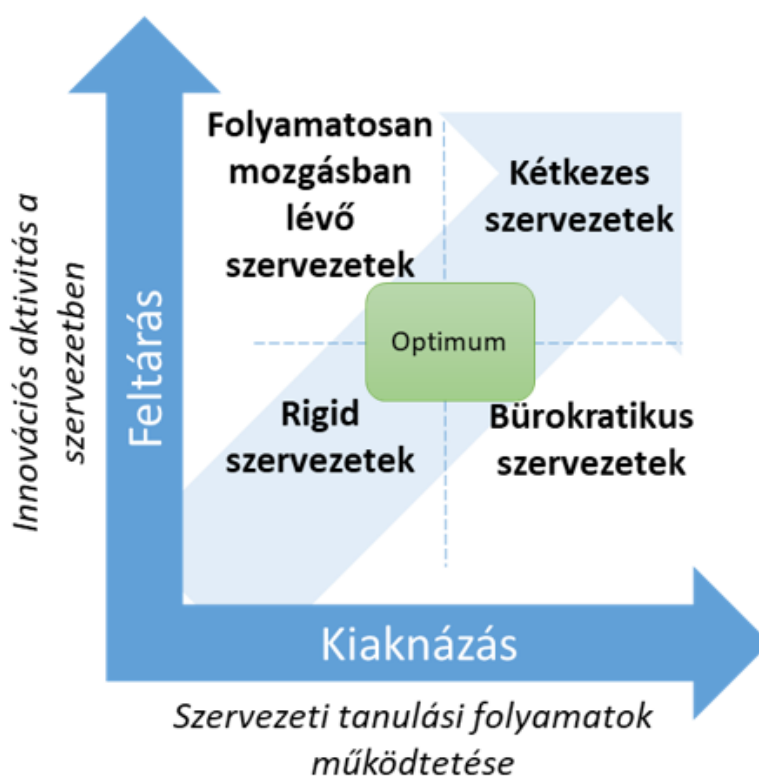 Innovációs aktivitás a
szervezetben
Feltárás
Folyamatosan
mozgásban
lévő
szervezetek
Kétkezes
szervezetek
Optimum
Rigid
szervezetek
Bürokratikus
szervezetek
Kiaknázás
Szervezeti tanulási folyamatok
működtetése